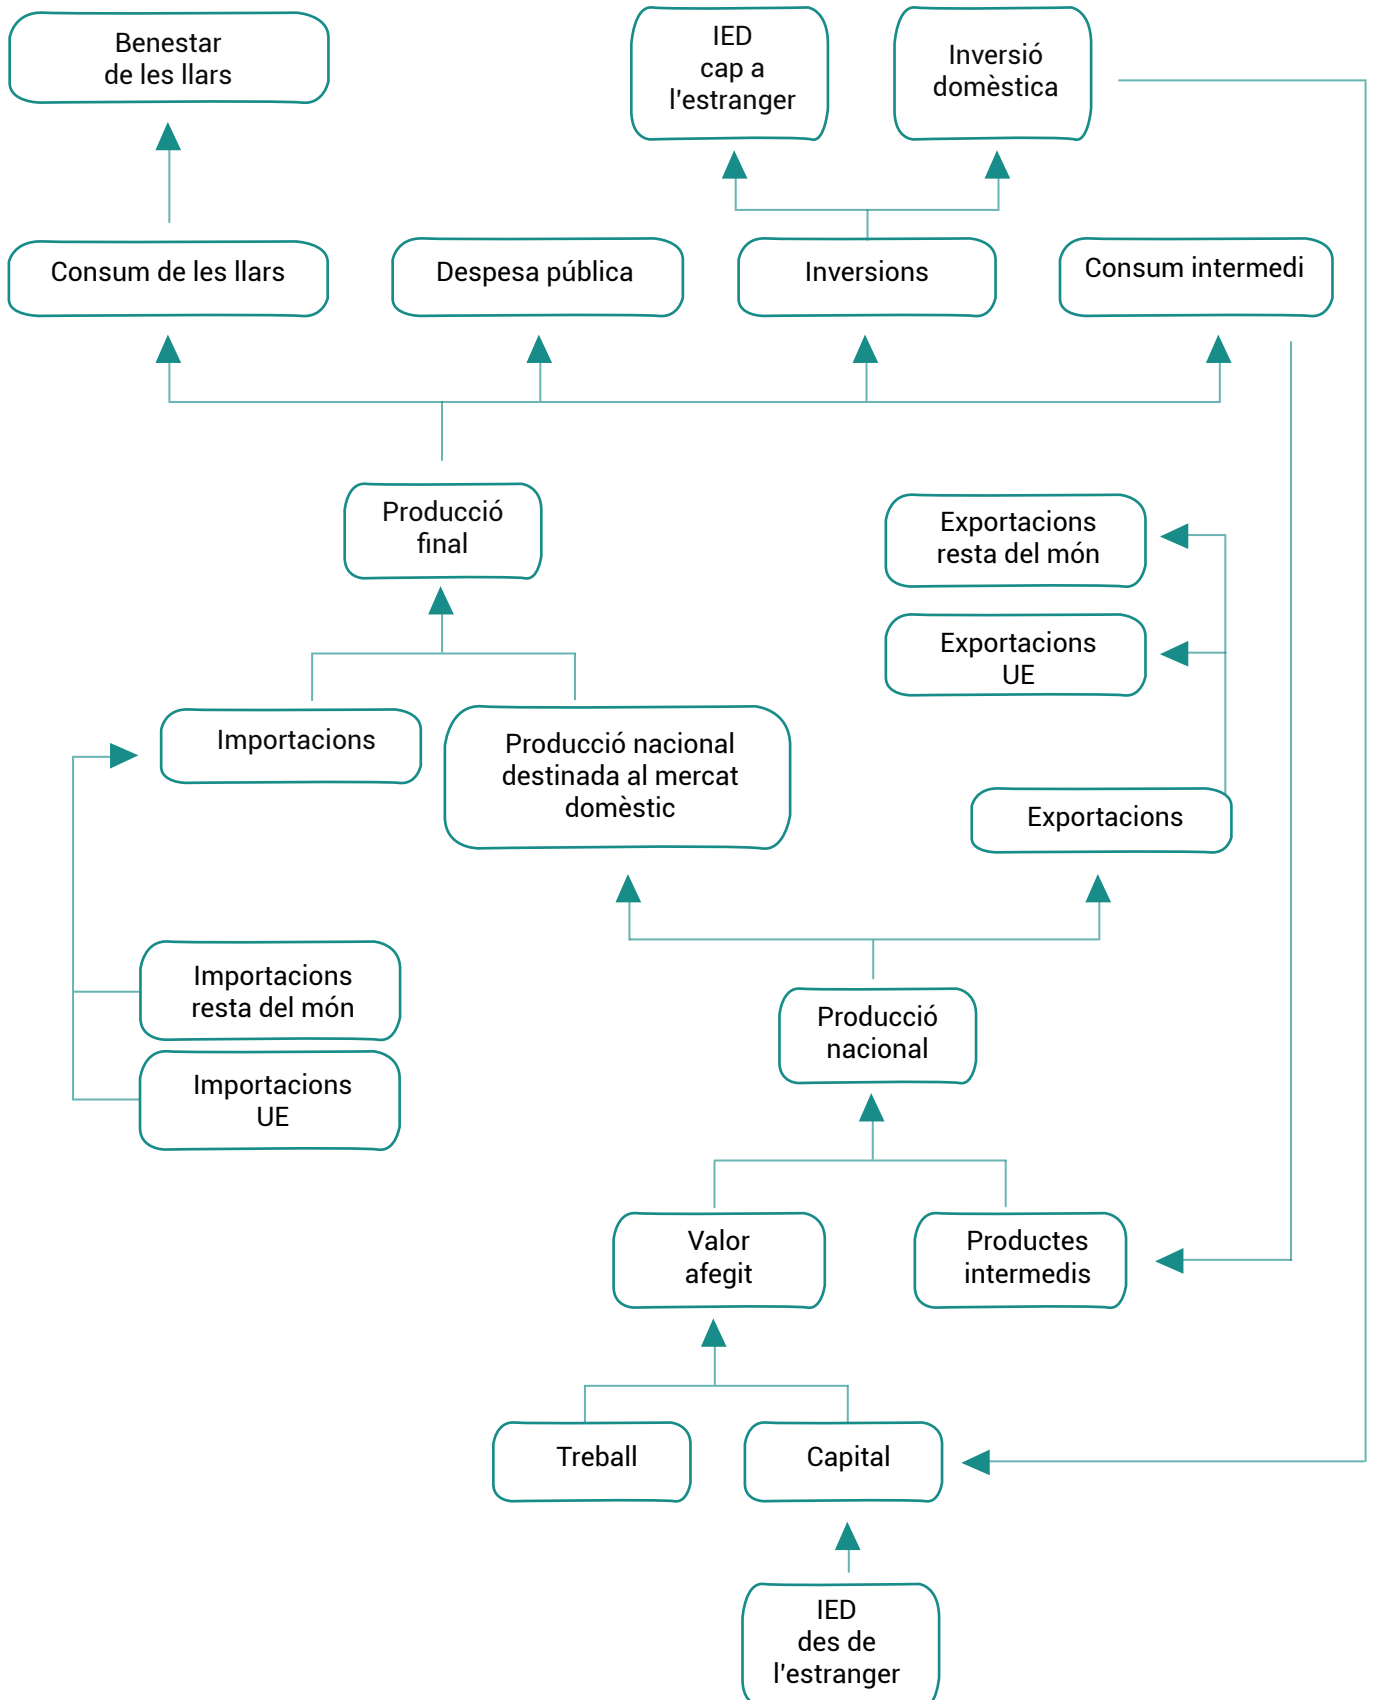 Benestar
de les llars
IED
cap a
l'estranger
Inversió
domèstica
Consum de les llars
Despesa pública
Inversions
Consum intermedi
Producció
final
Exportacions
resta del món
Exportacions
UE
Importacions
Producció nacional
destinada al mercat
domèstic
Exportacions
Importacions
resta del món
Producció
nacional
Importacions
UE
Valor
afegit
Productes
intermedis
Treball
Capital
IED
des de
l'estranger